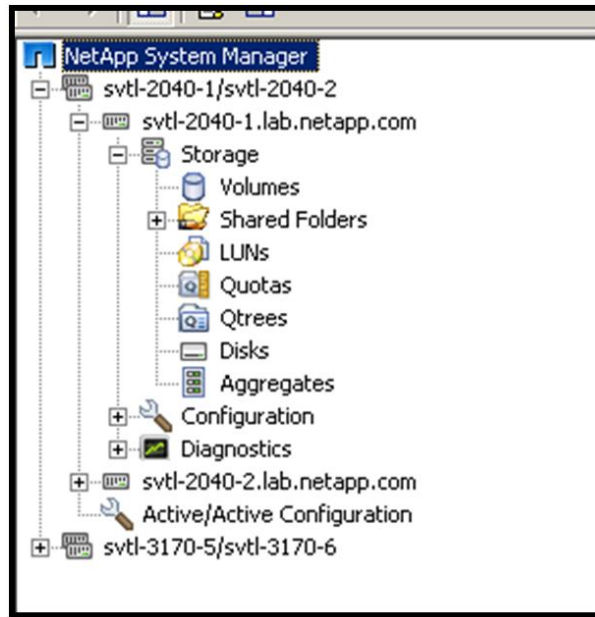 NetApp System Manager
svtl-2040-1/svtl-2040-2
svtl-2040-1.lab.netapp.com
Storage
Volumes
Shared Folders
LUNs
Quotas
Qtrees
Disks
Aggregates
Configuration
Diagnostics
svtl-2040-2.lab.netapp.com
Active/Active Configuration
svtl-3170-5/svtl-3170-6